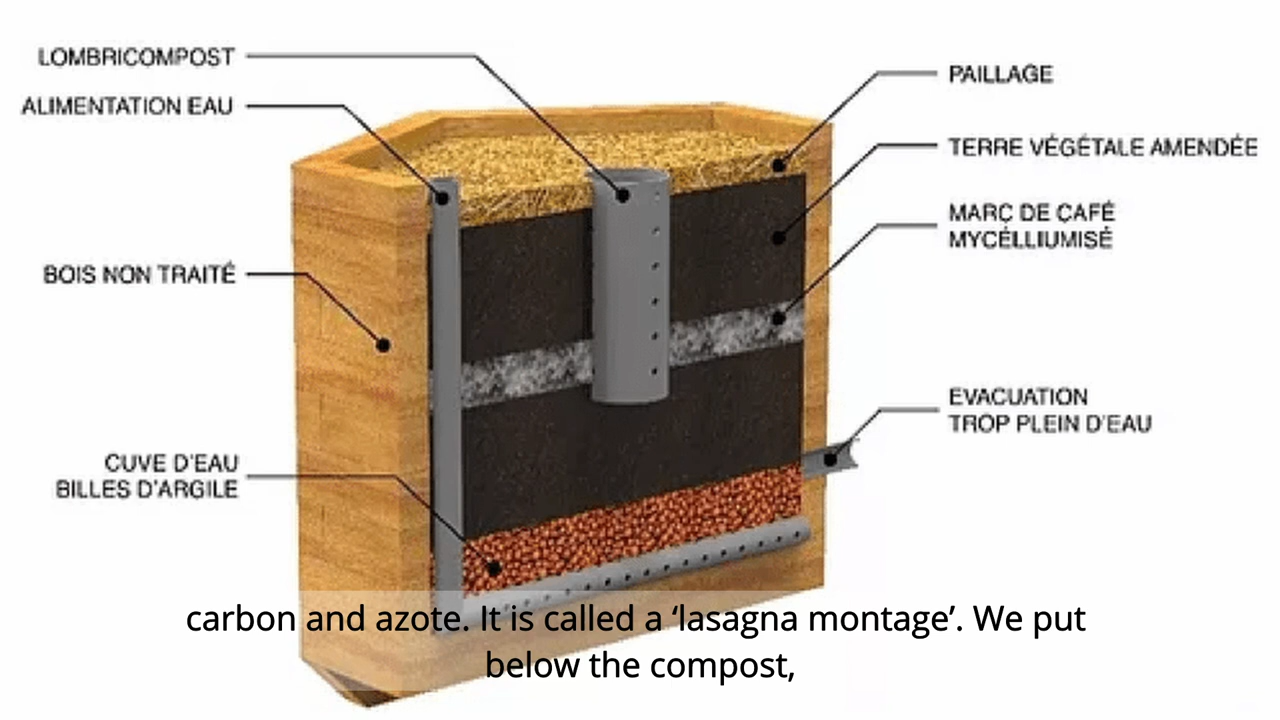 LOMBRICOMPOST
ALIMENTATION EAU
BOIS NON TRAITÉ
CUVE D'EAU
BILLES D'ARGILE
PAILLAGE
TERRE VÉGÉTALE AMENDÉE
MARC DE CAFÉ
MYCÉLLIUMISÉ
EVACUATION
TROP PLEIN D'EAU
carbon and azote. It is called a ‘lasagna montage’. We put
below the compost,